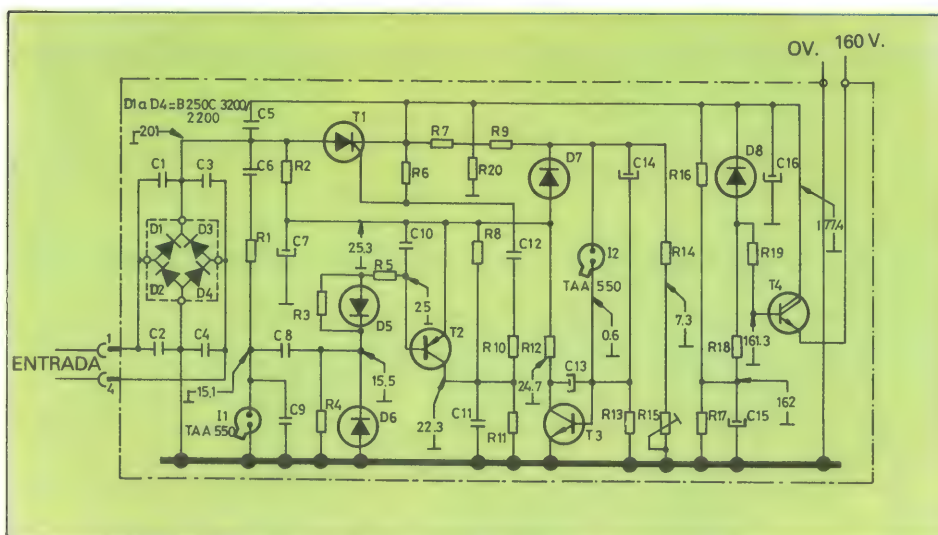 OV.
160 V.
D1 a D4=B250C 3200/
2200
201
C5
T1
C1
C3
C6
R2
R7
R9
R6
R20
D7
C14
R16
D8
C16
D1
D3
D2
D4
R1
C7
25.3
C10
R8
C12
I2
TAA 550
R14
R19
177.4
R5
R3
D5
25
T2
0.6
7.3
T4
ENTRADA
1
4
C2
C4
C8
15.1
15.5
R10
R12
R18
161.3
I1
TAA 550
C9
R4
D6
22.3
C11
R11
24.7
C13
T3
R13
R15
R17
C15
162